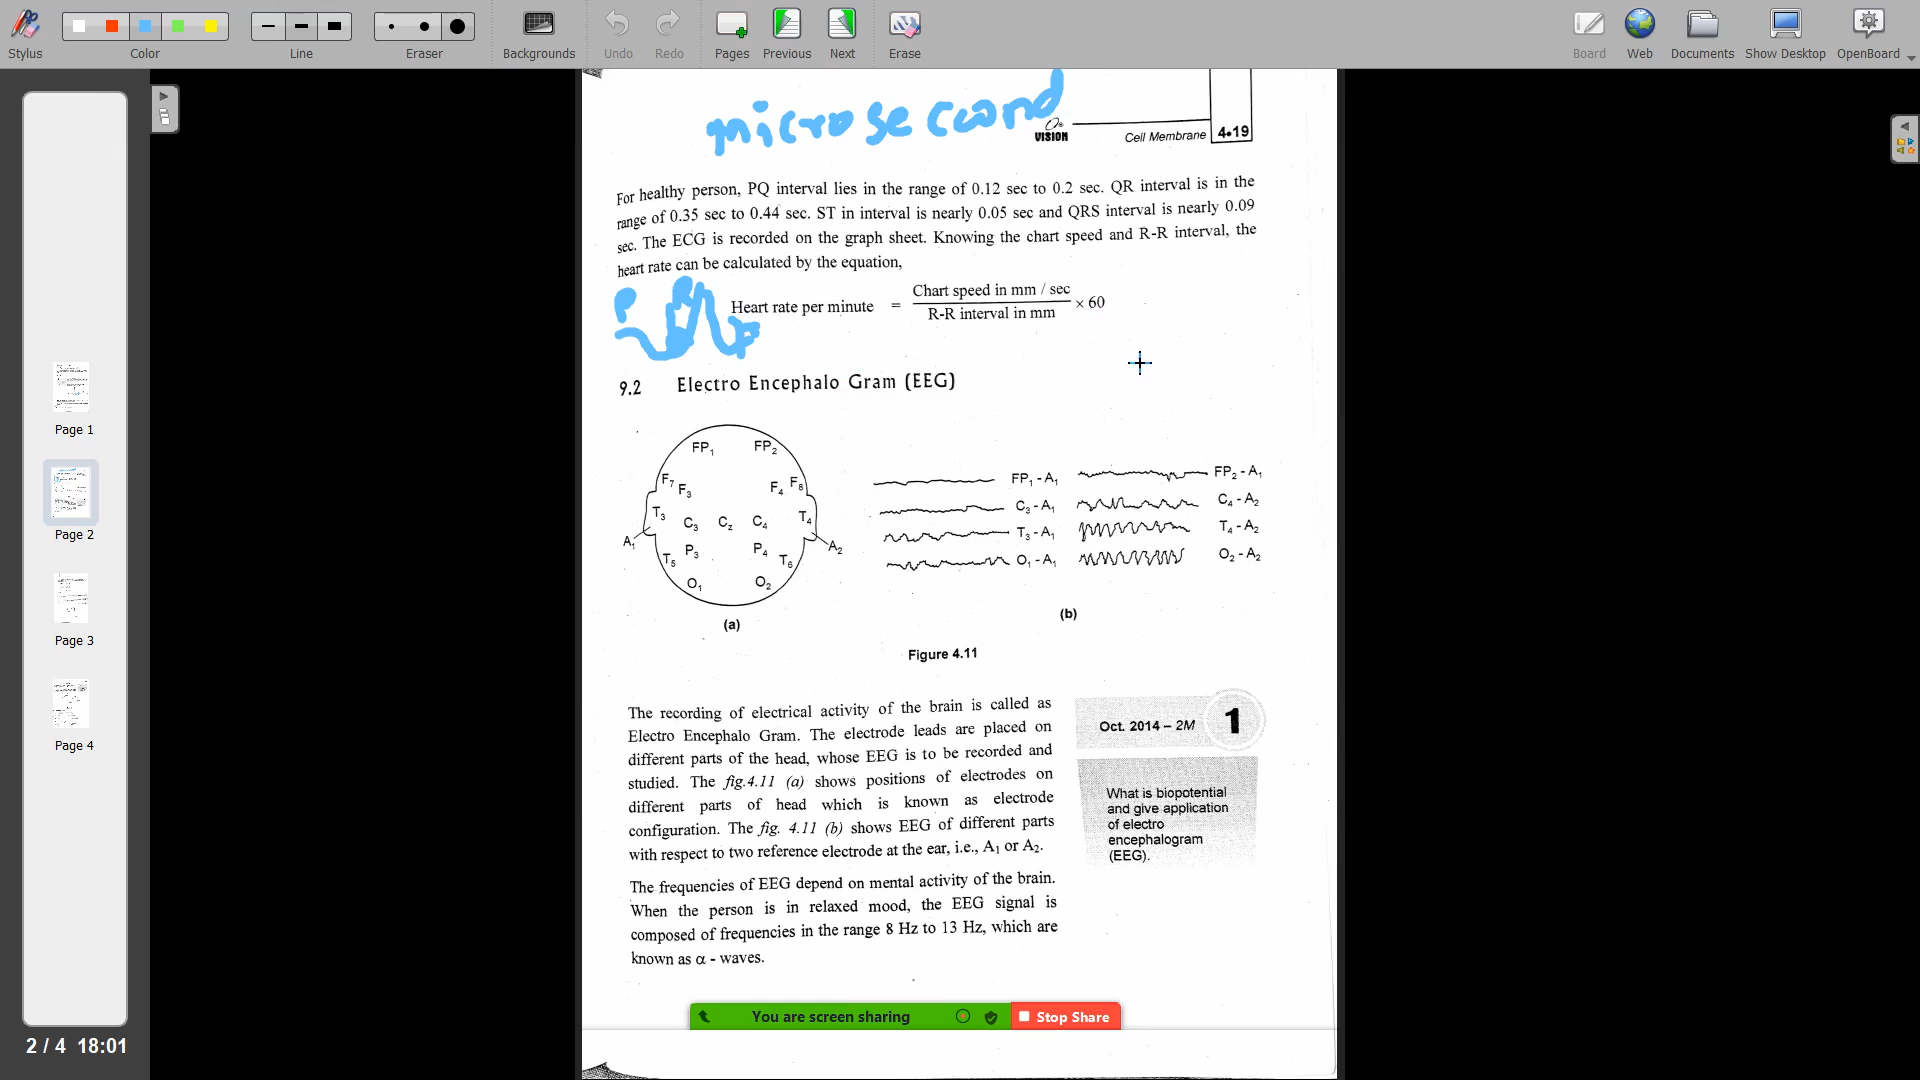 Stylus
Color
Line
Eraser
Backgrounds
Undo
Redo
Pages
Previous
Next
Erase
Board
Web
Documents
Show Desktop
OpenBoard
Page 1
Page 2
Page 3
Page 4
2 / 4 18:01
microsecond
VISION
Cell Membrane 4•19
For healthy person, PQ interval lies in the range of 0.12 sec to 0.2 sec. QR interval is in the
range of 0.35 sec to 0.44 sec. ST in interval is nearly 0.05 sec and QRS interval is nearly 0.09
sec. The ECG is recorded on the graph sheet. Knowing the chart speed and R-R interval, the
heart rate can be calculated by the equation,
P R
Heart rate per minute = Chart speed in mm / sec
R-R interval in mm × 60
9.2 Electro Encephalo Gram (EEG)
FP₁ FP₂
F₇ F₃ F₄ F₈
T₃ C₃ C_z C₄ T₄
A₁ P₃ P₄ A₂
T₅ T₆
O₁ O₂
(a)
FP₁ - A₁ FP₂ - A₁
C₃ - A₁ C₄ - A₂
T₃ - A₁ T₄ - A₂
O₁ - A₁ O₂ - A₂
(b)
Figure 4.11
The recording of electrical activity of the brain is called as
Electro Encephalo Gram. The electrode leads are placed on
different parts of the head, whose EEG is to be recorded and
studied. The fig.4.11 (a) shows positions of electrodes on
different parts of head which is known as electrode
configuration. The fig. 4.11 (b) shows EEG of different parts
with respect to two reference electrode at the ear, i.e., A₁ or A₂.
The frequencies of EEG depend on mental activity of the brain.
When the person is in relaxed mood, the EEG signal is
composed of frequencies in the range 8 Hz to 13 Hz, which are
known as α - waves.
Oct. 2014 – 2M 1
What is biopotential
and give application
of electro
encephalogram
(EEG).
You are screen sharing
Stop Share